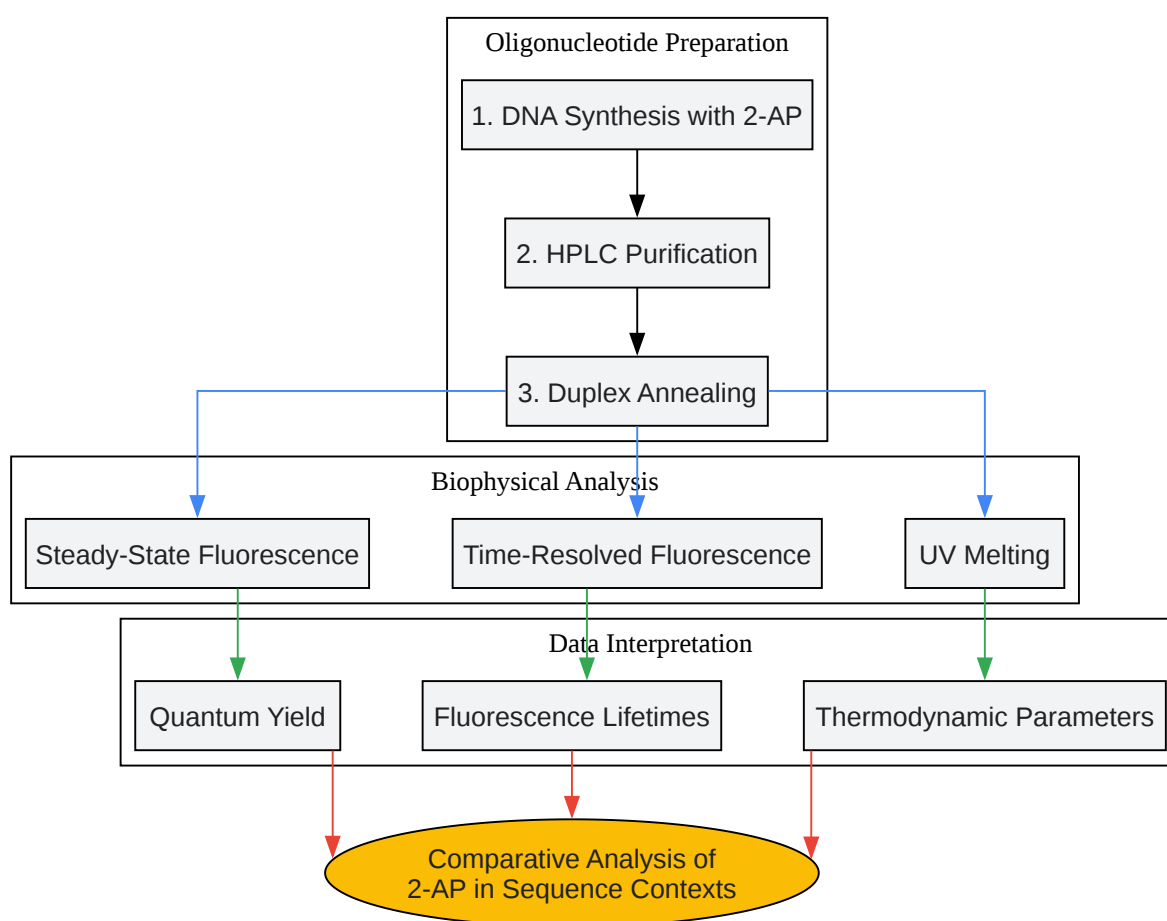 Oligonucleotide Preparation
1. DNA Synthesis with 2-AP
2. HPLC Purification
3. Duplex Annealing
Biophysical Analysis
Steady-State Fluorescence
Time-Resolved Fluorescence
UV Melting
Data Interpretation
Quantum Yield
Fluorescence Lifetimes
Thermodynamic Parameters
Comparative Analysis of
2-AP in Sequence Contexts